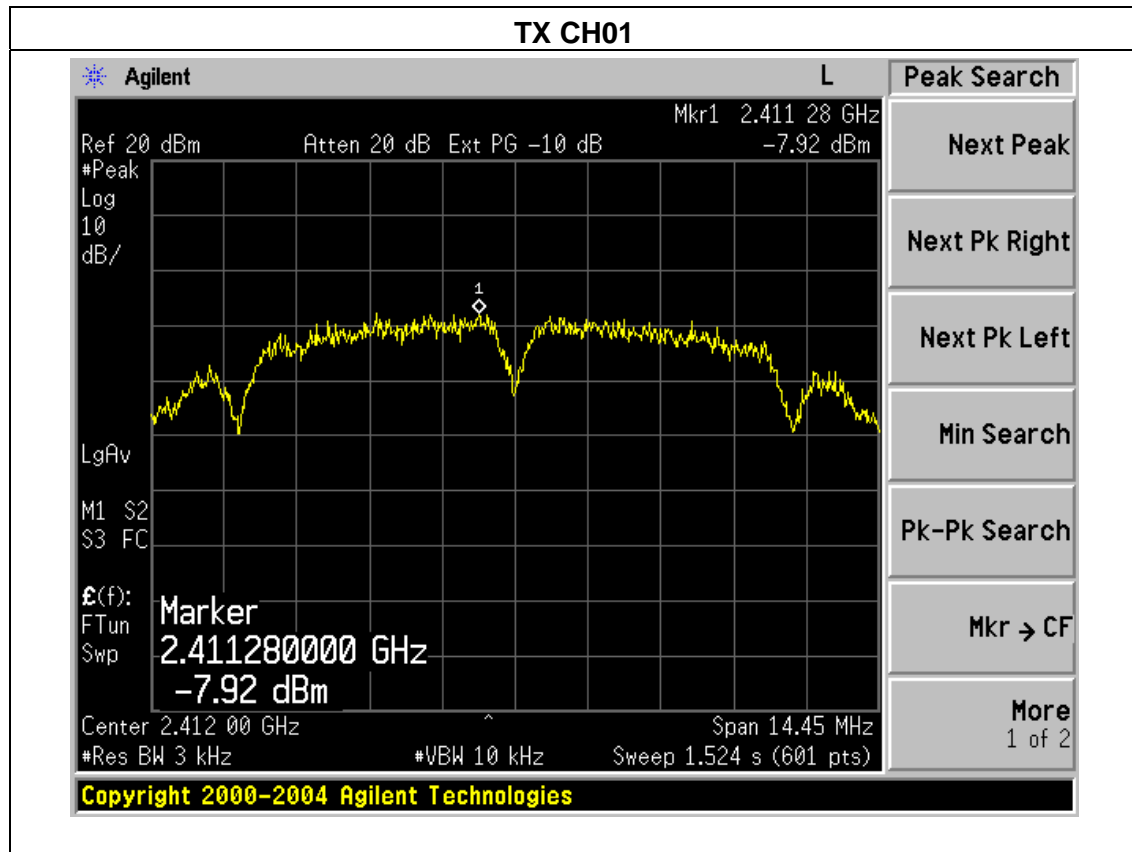 TX CH01
Agilent L Peak Search
Mkr1 2.411 28 GHz
Ref 20 dBm Atten 20 dB Ext PG -10 dB -7.92 dBm
#Peak
Log
10
dB/
1
LgAv
M1 S2
S3 FC
£(f):
FTun
Swp
Marker
2.411280000 GHz
-7.92 dBm
Center 2.412 00 GHz ^ Span 14.45 MHz
#Res BW 3 kHz #VBW 10 kHz Sweep 1.524 s (601 pts)
Next Peak
Next Pk Right
Next Pk Left
Min Search
Pk-Pk Search
Mkr → CF
More
1 of 2
Copyright 2000-2004 Agilent Technologies